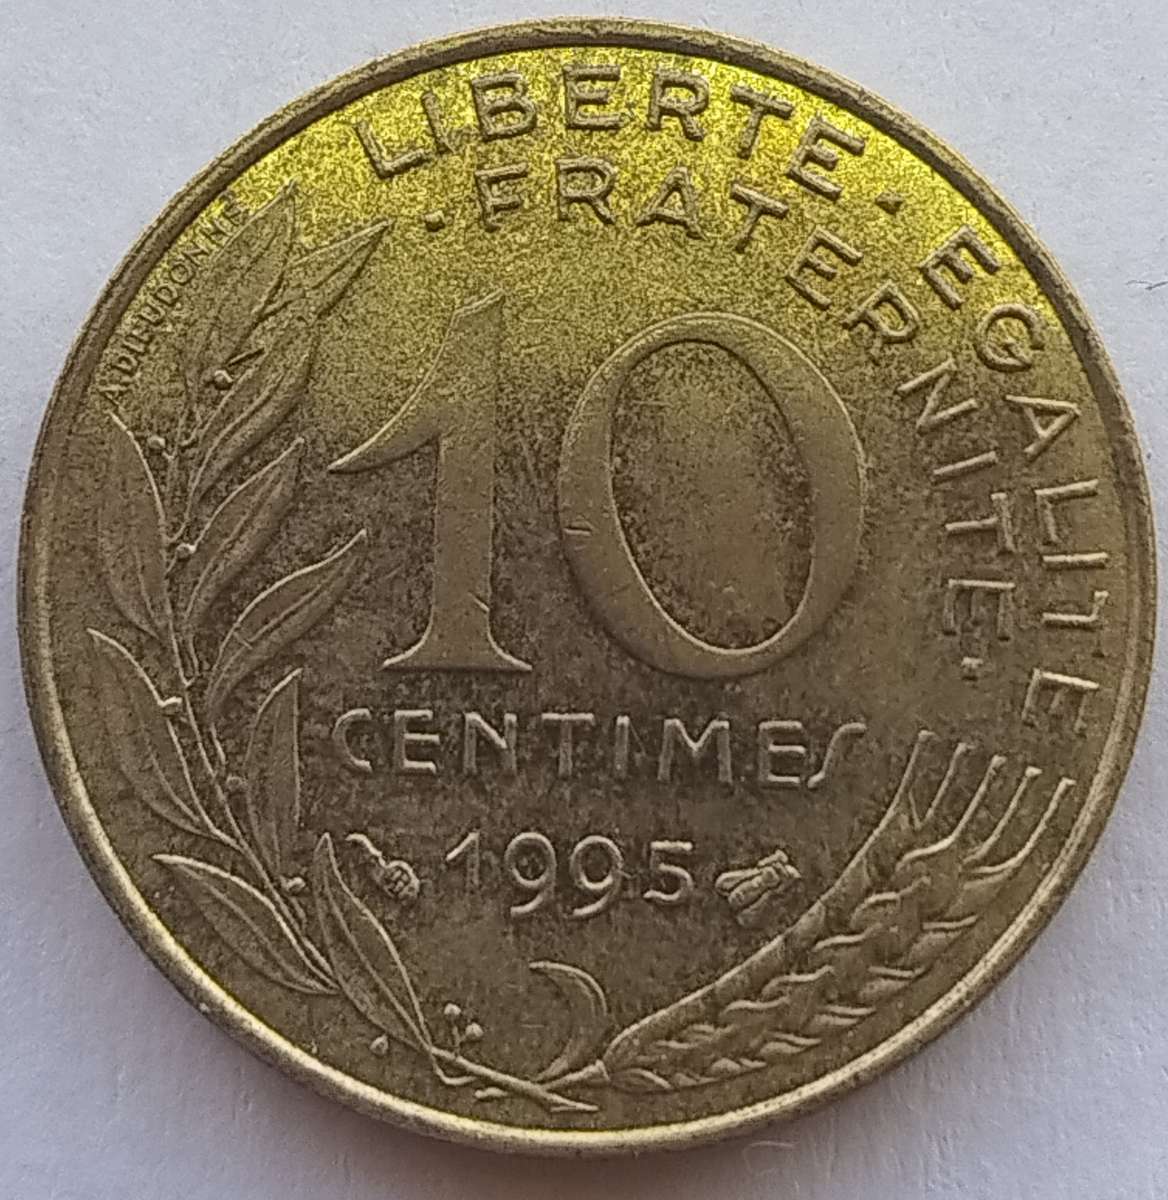 LIBERTE · EGALITE
· FRATERNITE ·
A.DIEUDONNE
10
CENTIMES
1995